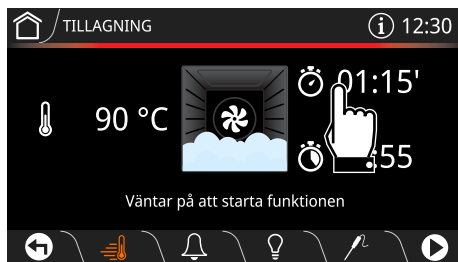 TILLAGNING
i 12:30
01:15'
90 °C
:55
Väntar på att starta funktionen